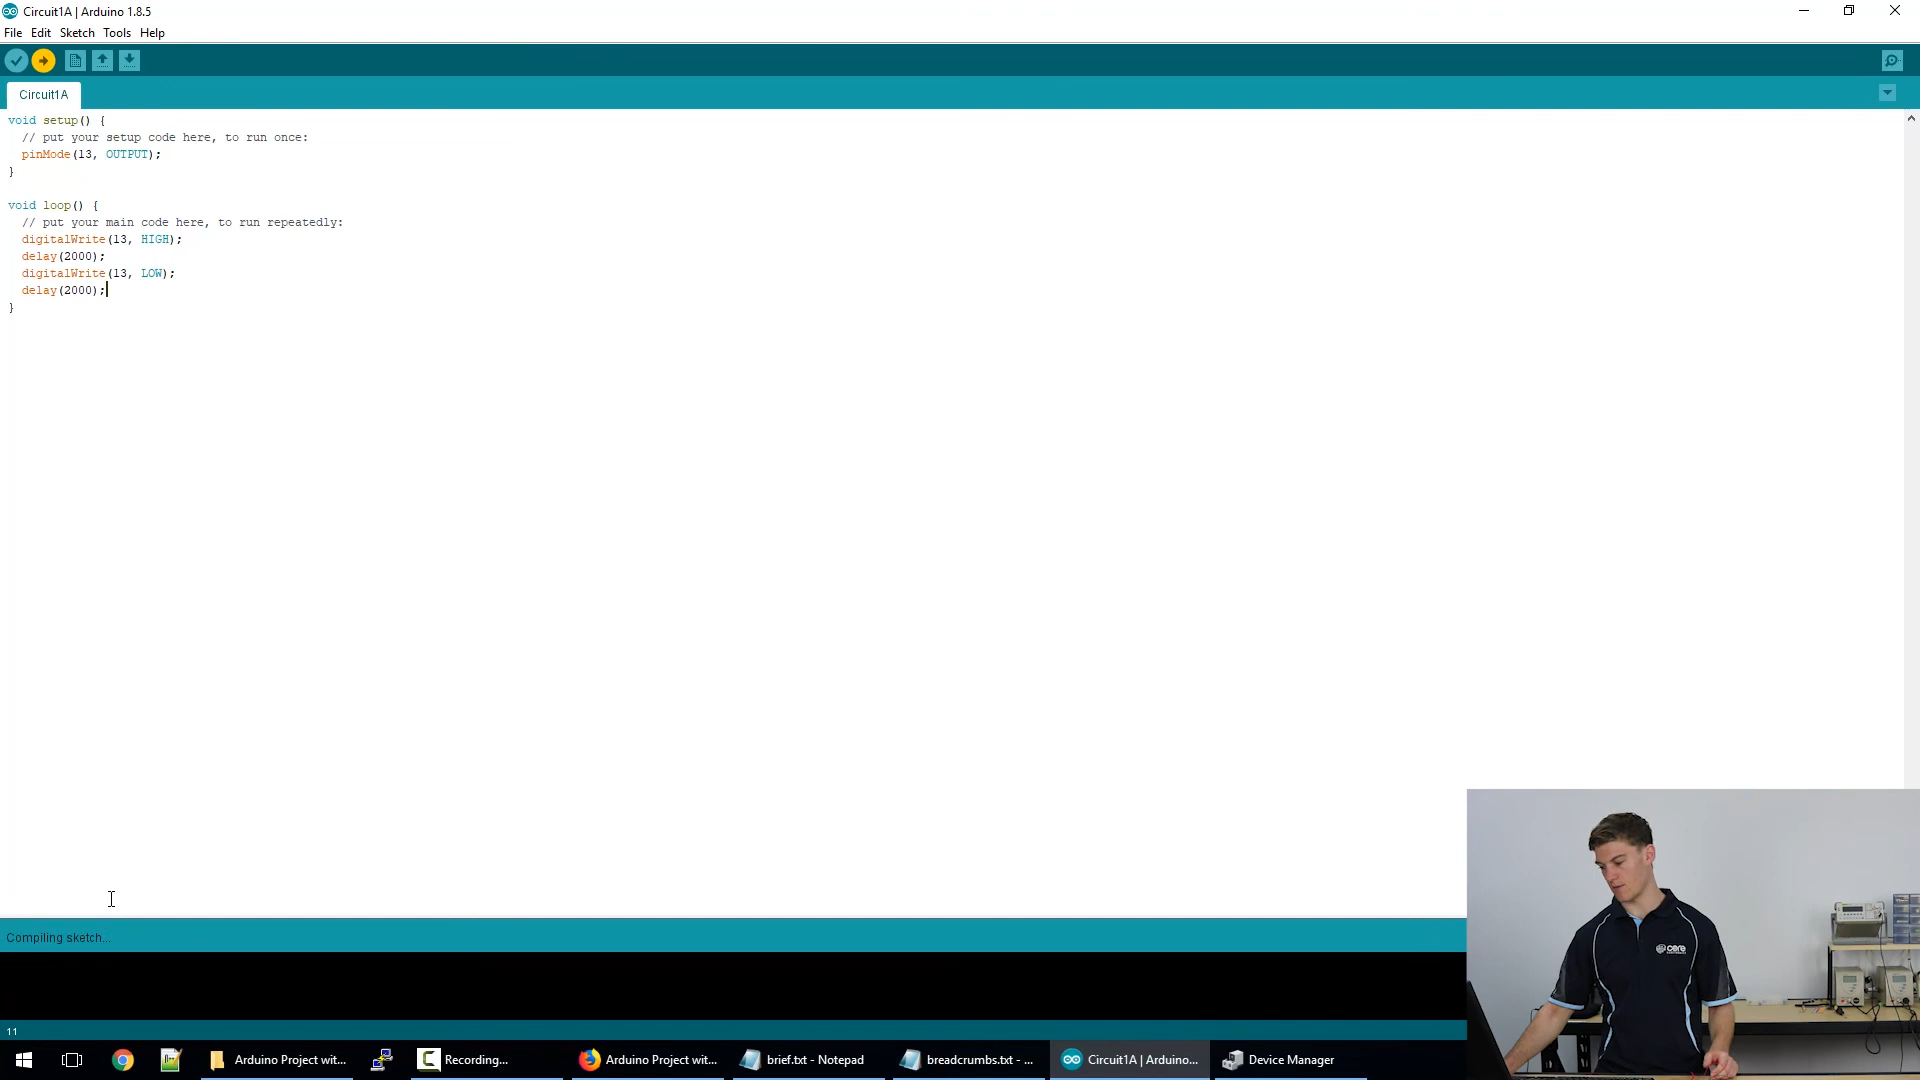 Circuit1A | Arduino 1.8.5
File Edit Sketch Tools Help
Circuit1A
void setup() {
// put your setup code here, to run once:
pinMode(13, OUTPUT);
}
void loop() {
// put your main code here, to run repeatedly:
digitalWrite(13, HIGH);
delay(2000);
digitalWrite(13, LOW);
delay(2000);
}
Compiling sketch...
11
core
Arduino Project wit...
Recording...
Arduino Project wit...
brief.txt - Notepad
breadcrumbs.txt - ...
Circuit1A | Arduino...
Device Manager